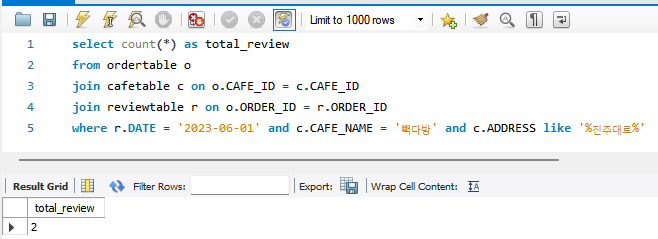 Limit to 1000 rows
1 select count(*) as total_review
2 from ordertable o
3 join cafetable c on o.CAFE_ID = c.CAFE_ID
4 join reviewtable r on o.ORDER_ID = r.ORDER_ID
5 where r.DATE = '2023-06-01' and c.CAFE_NAME = '빽다방' and c.ADDRESS like '%진주대로%'
Result Grid Filter Rows: Export: Wrap Cell Content:
total_review
2